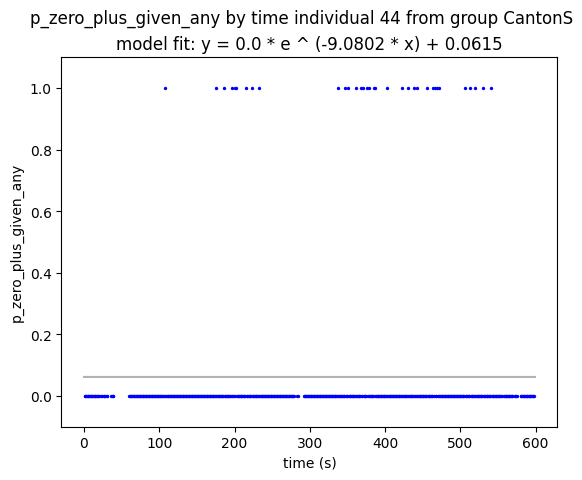 p_zero_plus_given_any by time individual 44 from group CantonS
model fit: y = 0.0 * e ^ (-9.0802 * x) + 0.0615
1.0
0.8
0.6
0.4
0.2
0.0
p_zero_plus_given_any
0 100 200 300 400 500 600
time (s)